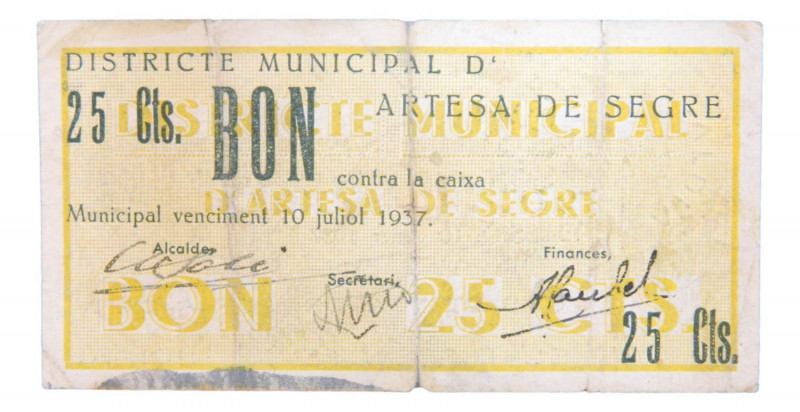 DISTRICTE MUNICIPAL D'
25 Cts. BON ARTESA DE SEGRE
DISTRICTE MUNICIPAL
contra la caixa
D'ARTESA DE SEGRE
Municipal venciment 10 juliol 1937.
Alcalde,
Finances,
Secretari,
BON 25 CTS.
25 Cts.